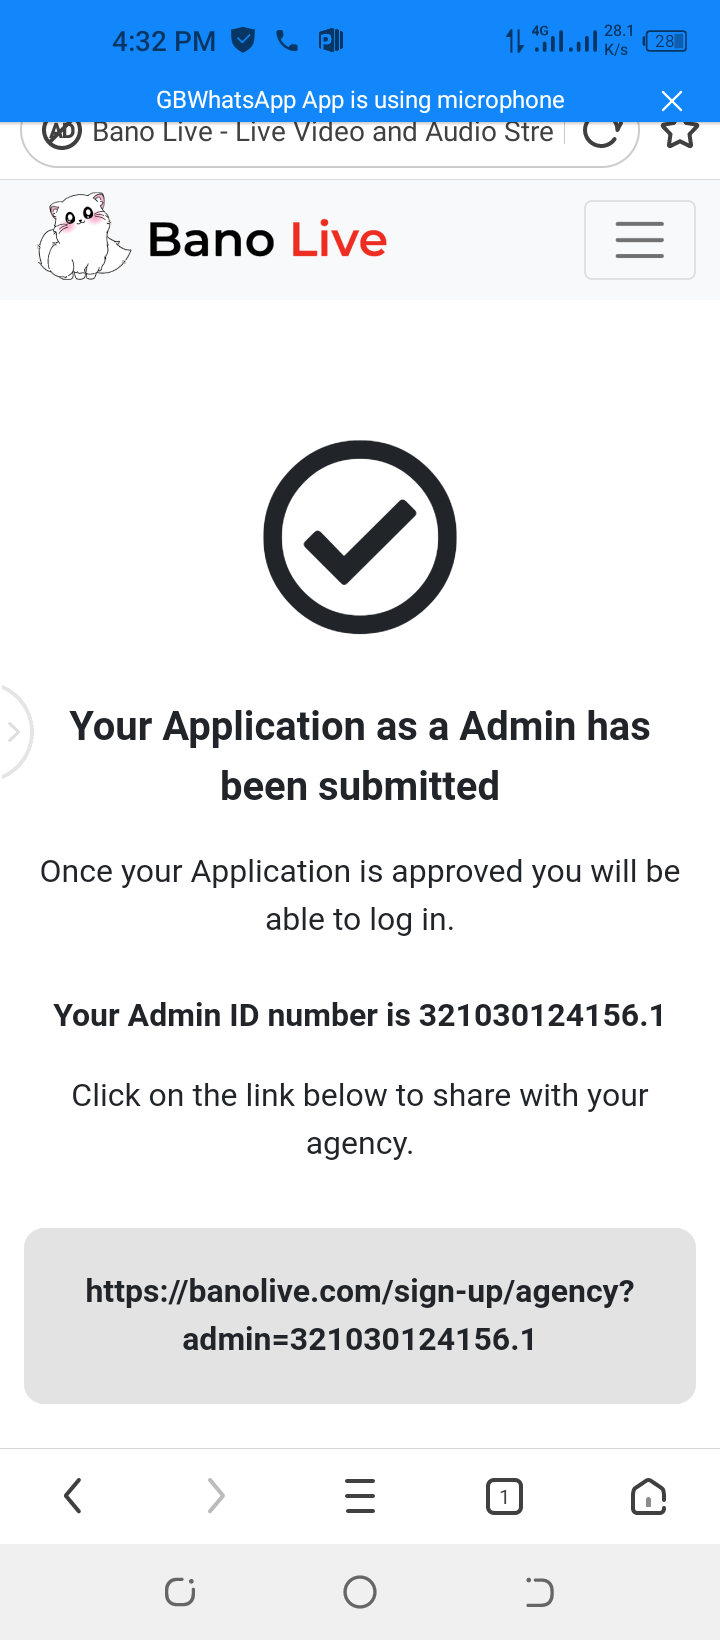 4:32 PM 4G 28.1 K/s 28
GBWhatsApp App is using microphone
AD Bano Live - Live Video and Audio Stre
Bano Live
Your Application as a Admin has
been submitted
Once your Application is approved you will be
able to log in.
Your Admin ID number is 321030124156.1
Click on the link below to share with your
agency.
https://banolive.com/sign-up/agency?
admin=321030124156.1
1